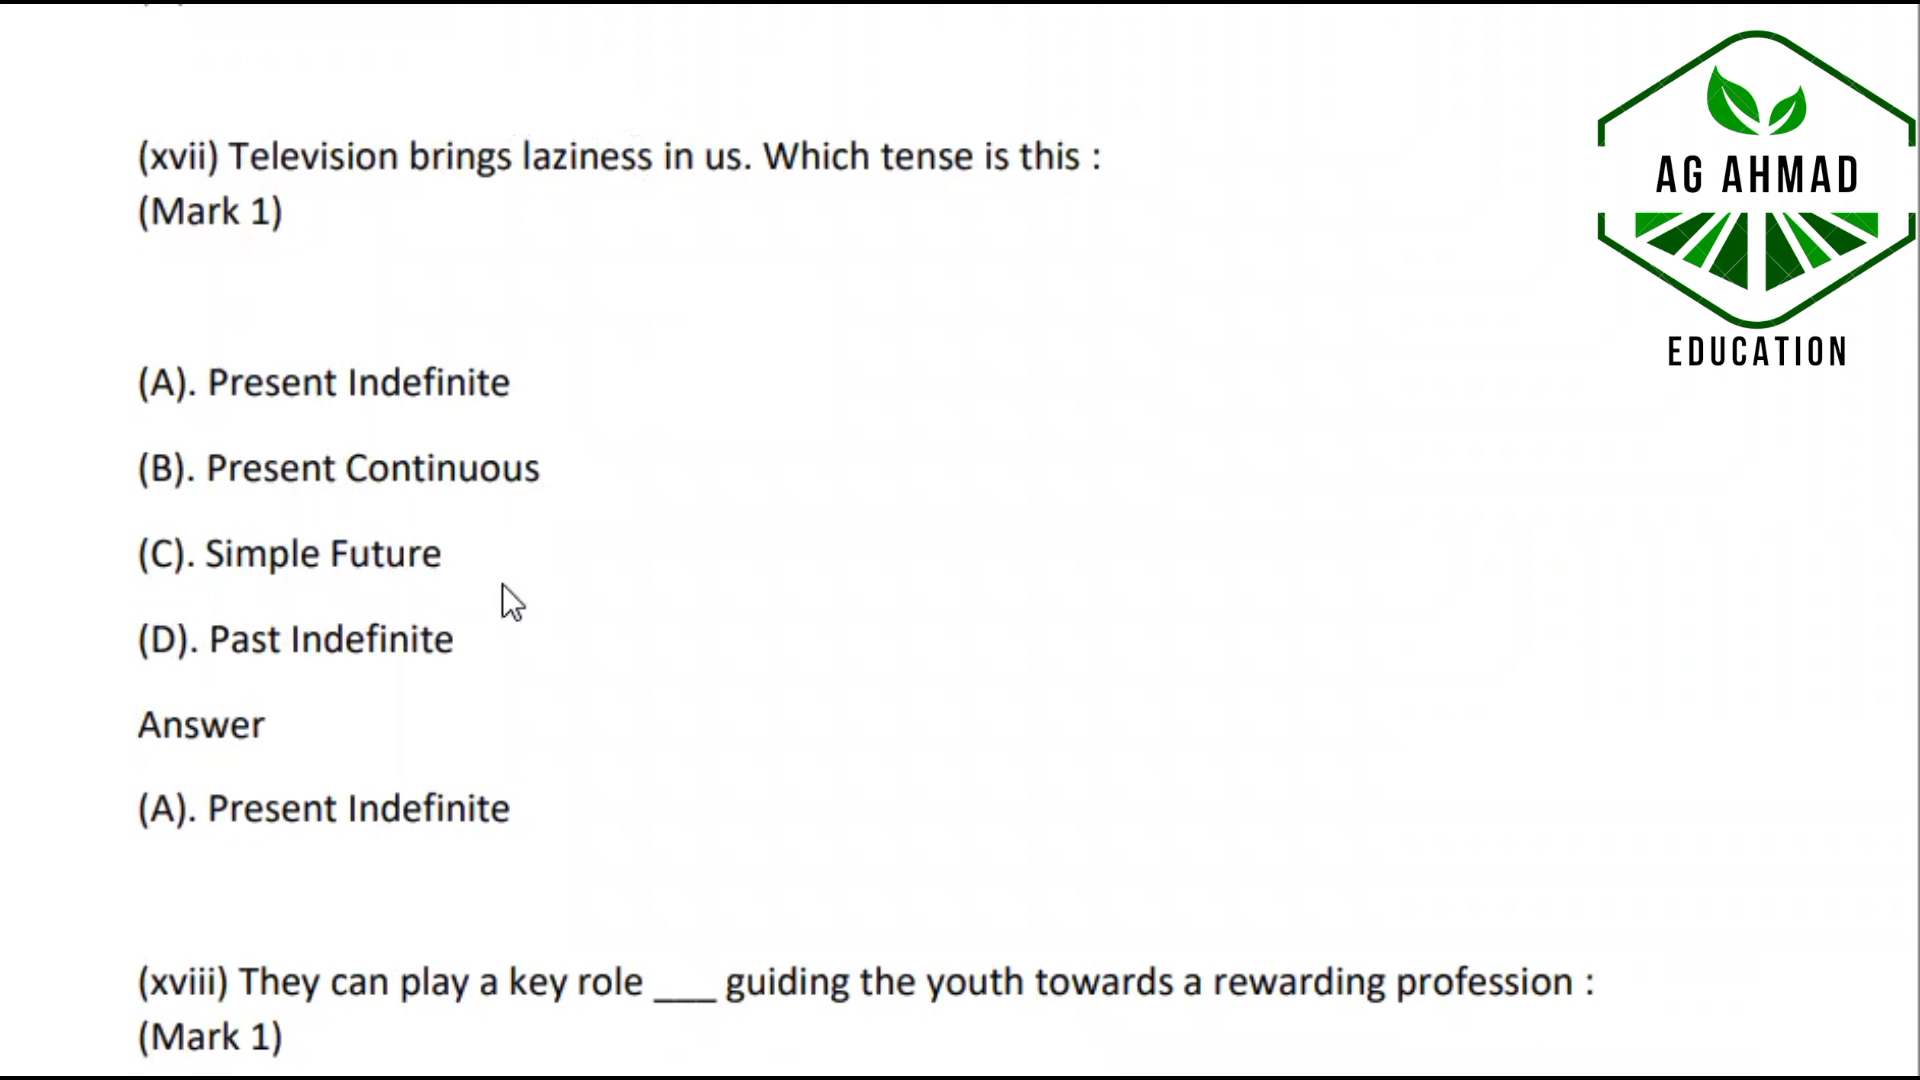 (xvii) Television brings laziness in us. Which tense is this :
(Mark 1)
AG AHMAD
EDUCATION
(A). Present Indefinite
(B). Present Continuous
(C). Simple Future
(D). Past Indefinite
Answer
(A). Present Indefinite
(xviii) They can play a key role ___ guiding the youth towards a rewarding profession :
(Mark 1)